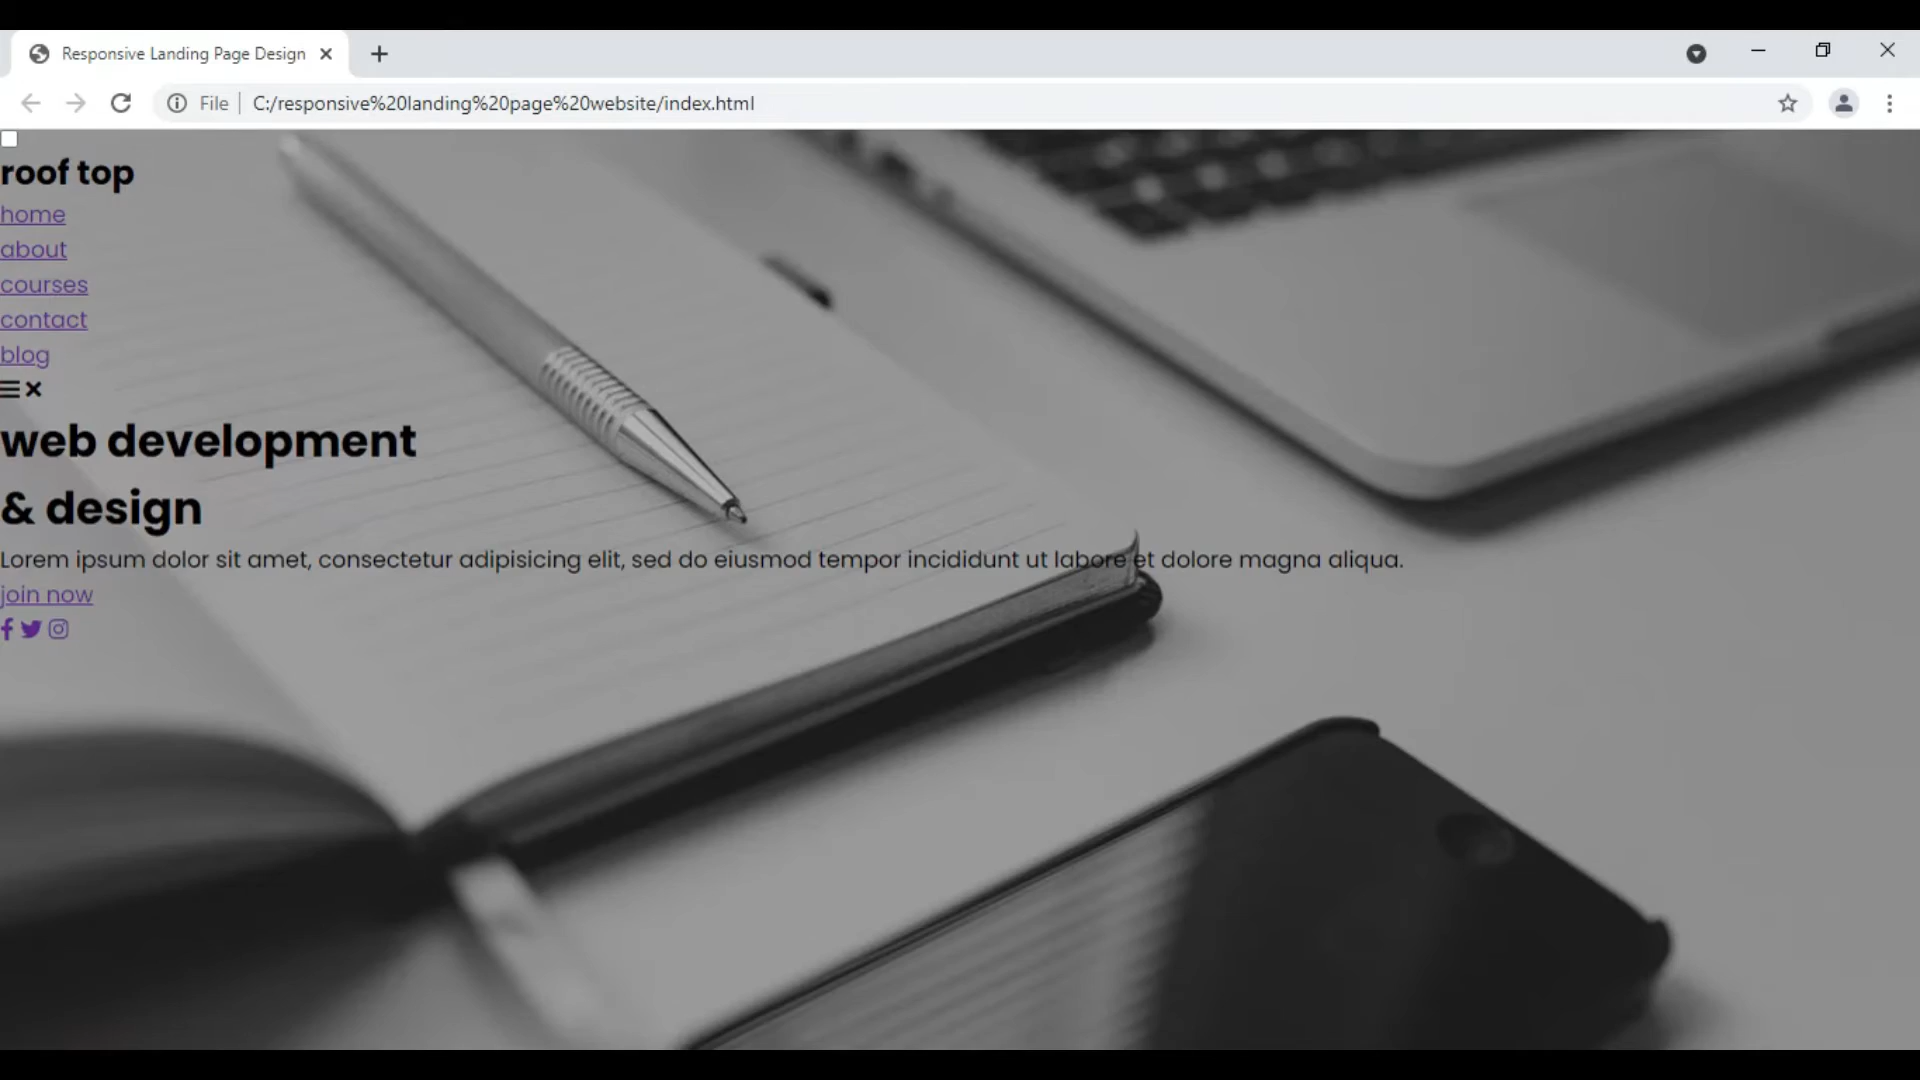 Responsive Landing Page Design
File C:/responsive%20landing%20page%20website/index.html
roof top
home
about
courses
contact
blog
web development
& design
Lorem ipsum dolor sit amet, consectetur adipisicing elit, sed do eiusmod tempor incididunt ut labore et dolore magna aliqua.
join now